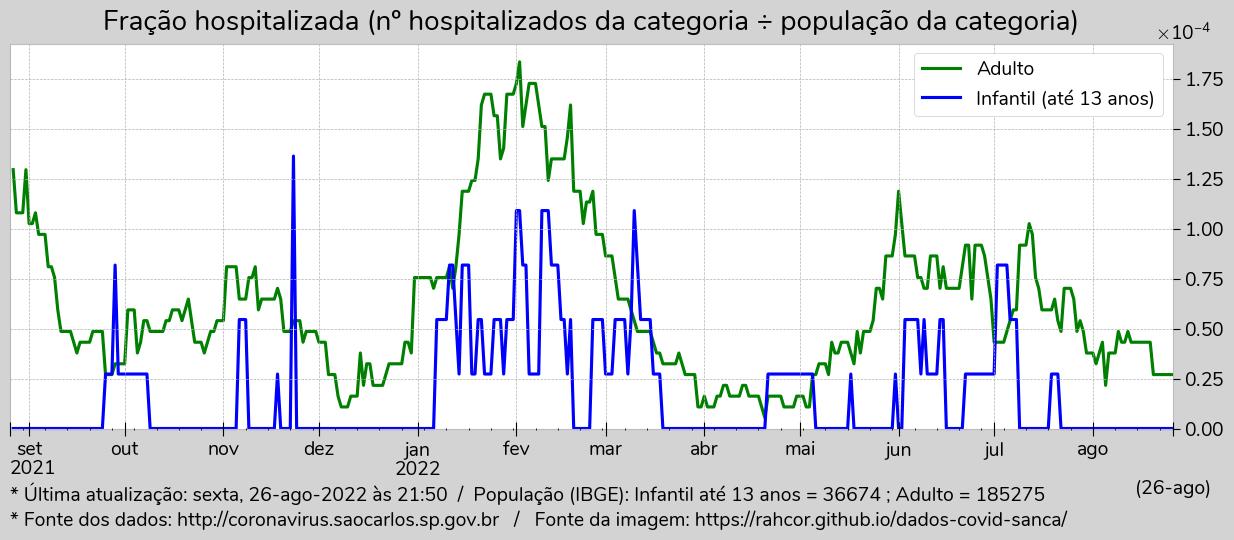 Fração hospitalizada (nº hospitalizados da categoria ÷ população da categoria)
×10⁻⁴
Adulto
Infantil (até 13 anos)
1.75
1.50
1.25
1.00
0.75
0.50
0.25
0.00
set out nov dez jan fev mar abr mai jun jul ago
2021 2022
(26-ago)
* Última atualização: sexta, 26-ago-2022 às 21:50 / População (IBGE): Infantil até 13 anos = 36674 ; Adulto = 185275
* Fonte dos dados: http://coronavirus.saocarlos.sp.gov.br / Fonte da imagem: https://rahcor.github.io/dados-covid-sanca/